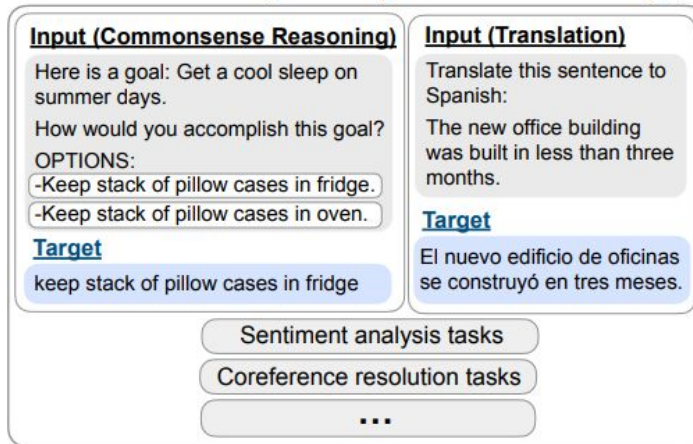 Input (Commonsense Reasoning)
Here is a goal: Get a cool sleep on
summer days.
How would you accomplish this goal?
OPTIONS:
-Keep stack of pillow cases in fridge.
-Keep stack of pillow cases in oven.
Target
keep stack of pillow cases in fridge
Input (Translation)
Translate this sentence to
Spanish:
The new office building
was built in less than three
months.
Target
El nuevo edificio de oficinas
se construyó en tres meses.
Sentiment analysis tasks
Coreference resolution tasks
...